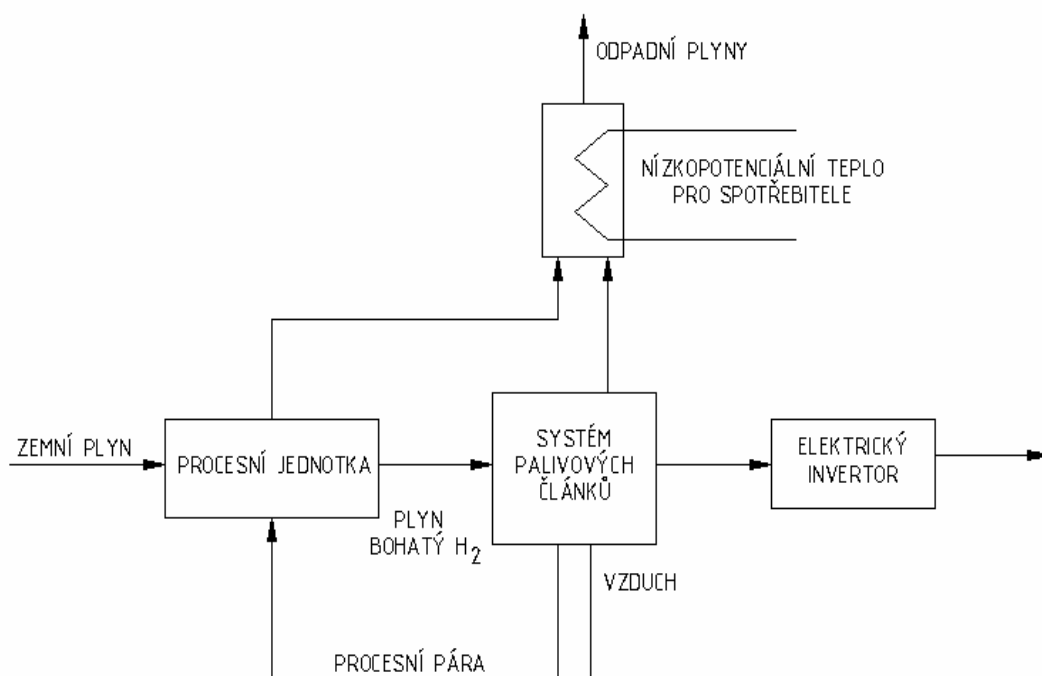 ODPADNÍ PLYNY
NÍZKOPOTENCIÁLNÍ TEPLO
PRO SPOTŘEBITELE
ZEMNÍ PLYN
PROCESNÍ JEDNOTKA
SYSTÉM
PALIVOVÝCH
ČLÁNKŮ
ELEKTRICKÝ
INVERTOR
PLYN
BOHATÝ H2
VZDUCH
PROCESNÍ PÁRA